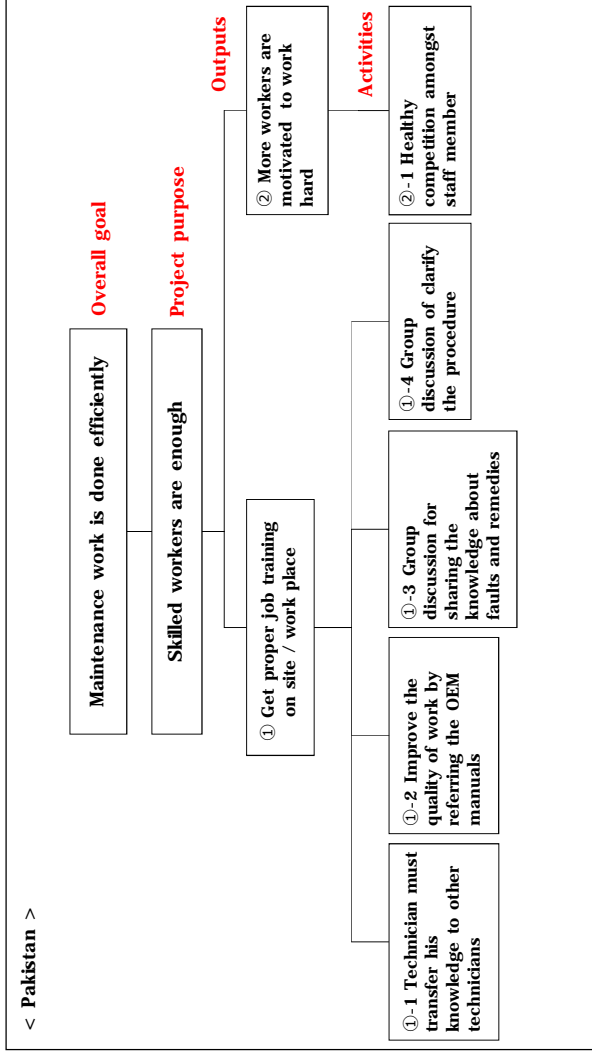 < Pakistan >
Maintenance work is done efficiently
Overall goal
Skilled workers are enough
Project purpose
Outputs
① Get proper job training
on site / work place
② More workers are
motivated to work
hard
Activities
①-1 Technician must
transfer his
knowledge to other
technicians
①-2 Improve the
quality of work by
referring the OEM
manuals
①-3 Group
discussion for
sharing the
knowledge about
faults and remedies
①-4 Group
discussion of clarify
the procedure
②-1 Healthy
competition amongst
staff member